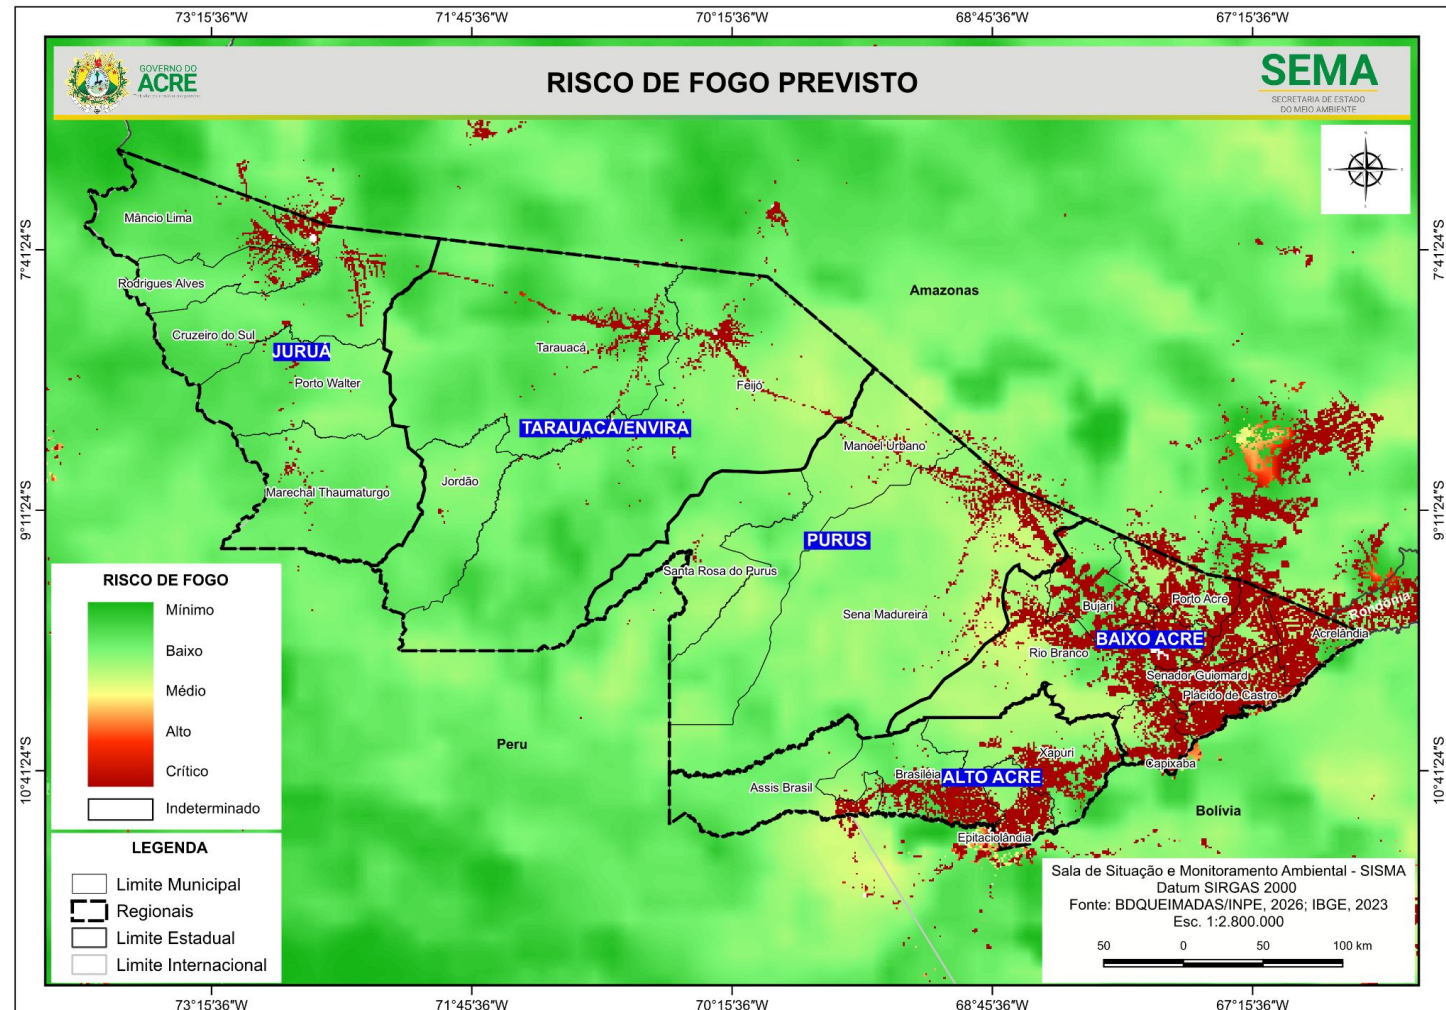 73°15'36"W 71°45'36"W 70°15'36"W 68°45'36"W 67°15'36"W
GOVERNO DO
ACRE
RISCO DE FOGO PREVISTO
SEMA
SECRETARIA DE ESTADO
DO MEIO AMBIENTE
N
Mâncio Lima
7°41'24"S
7°41'24"S
Rodrigues Alves
Amazonas
Cruzeiro do Sul
JURUÁ
Tarauacá
Porto Walter
Feijó
TARAUACÁ/ENVIRA
Manoel Urbano
Jordão
Marechal Thaumaturgo
9°11'24"S
9°11'24"S
PURUS
Santa Rosa do Purus
Sena Madureira
Bujari
Porto Acre
Rondônia
Acrelândia
BAIXO ACRE
Rio Branco
Senador Guiomard
Plácido de Castro
Peru
Xapuri
Capixaba
Brasiléia
ALTO ACRE
Assis Brasil
10°41'24"S
10°41'24"S
Bolívia
Epitaciolândia
RISCO DE FOGO
Mínimo
Baixo
Médio
Alto
Crítico
Indeterminado
LEGENDA
Limite Municipal
Regionais
Limite Estadual
Limite Internacional
Sala de Situação e Monitoramento Ambiental - SISMA
Datum SIRGAS 2000
Fonte: BDQUEIMADAS/INPE, 2026; IBGE, 2023
Esc. 1:2.800.000
50 0 50 100 km
73°15'36"W 71°45'36"W 70°15'36"W 68°45'36"W 67°15'36"W